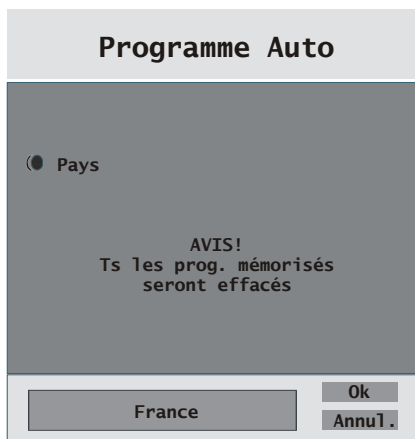 Programme Auto
Pays
AVIS!
Ts les prog. mémorisés
seront effacés
France
Ok
Annul.